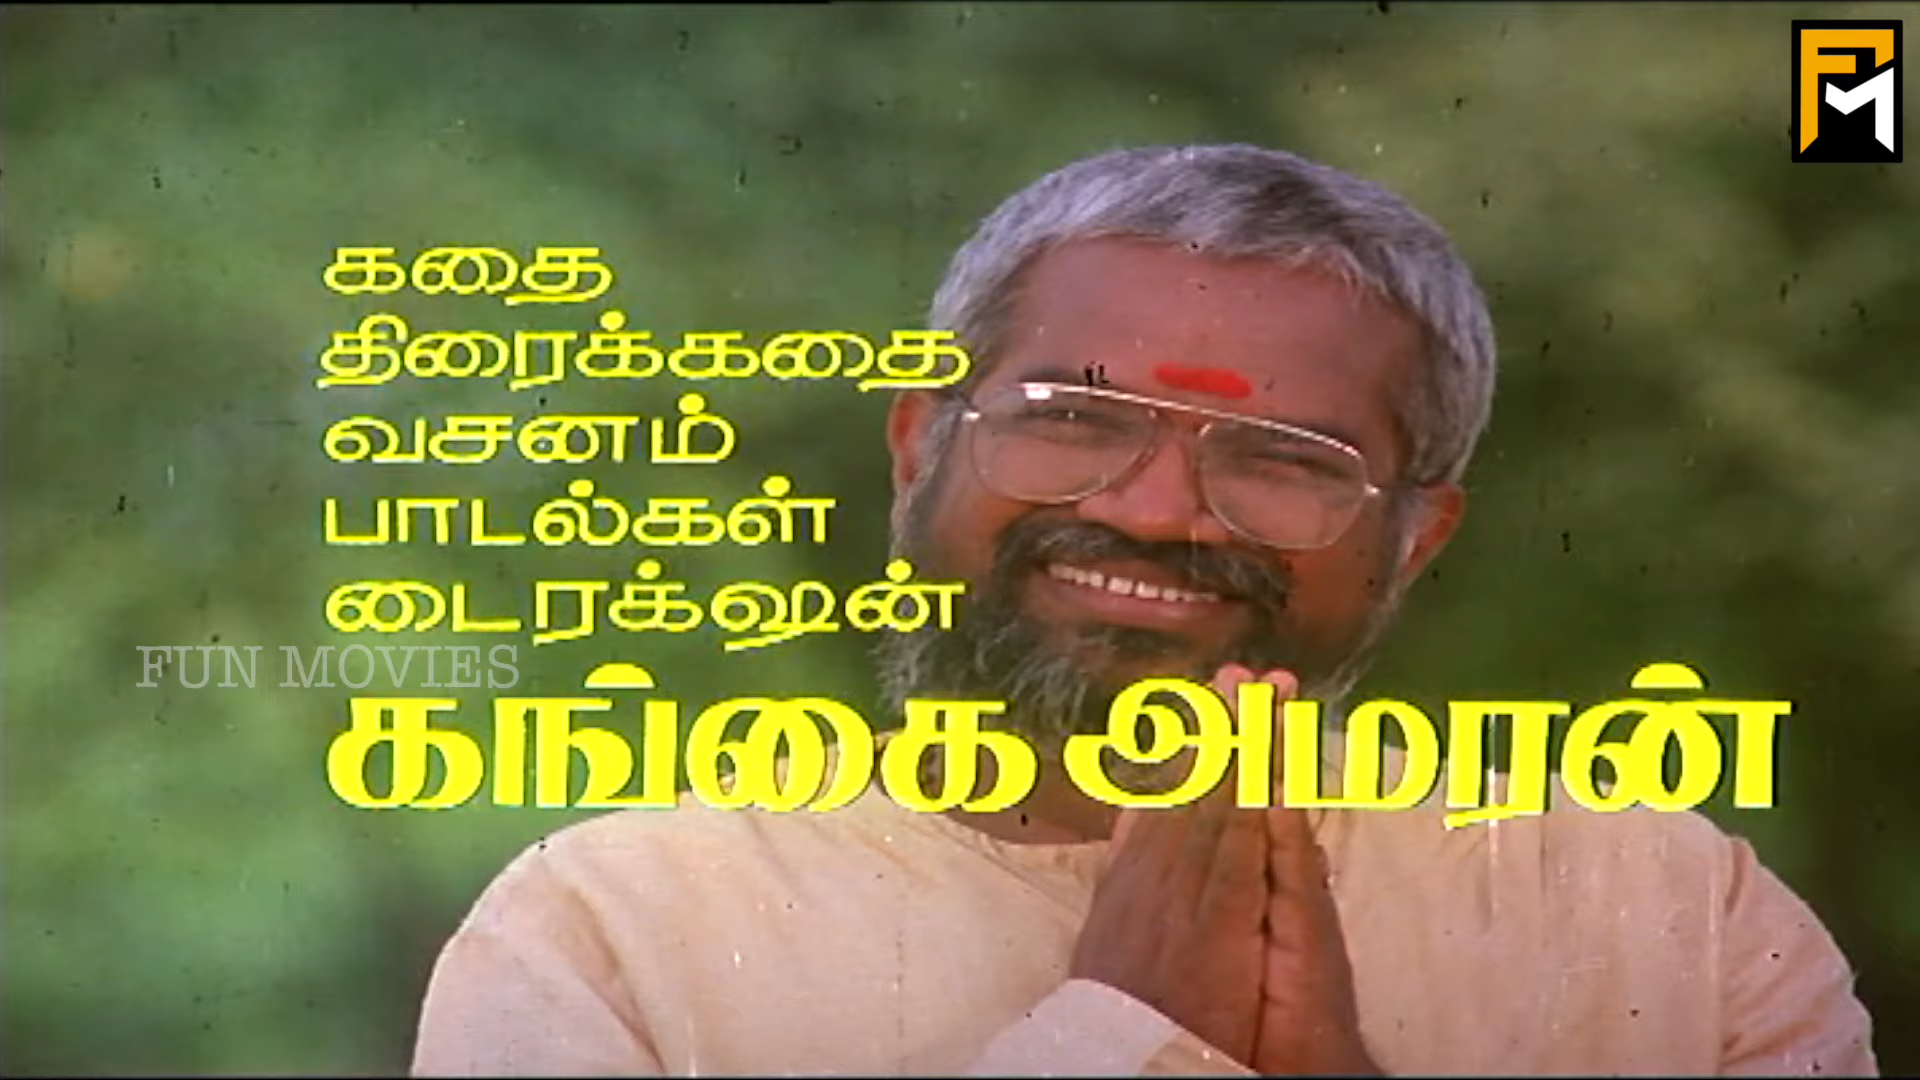 கதை
திரைக்கதை
வசனம்
பாடல்கள்
டைரக்ஷன்
FUN MOVIES
கங்கை அமரன்